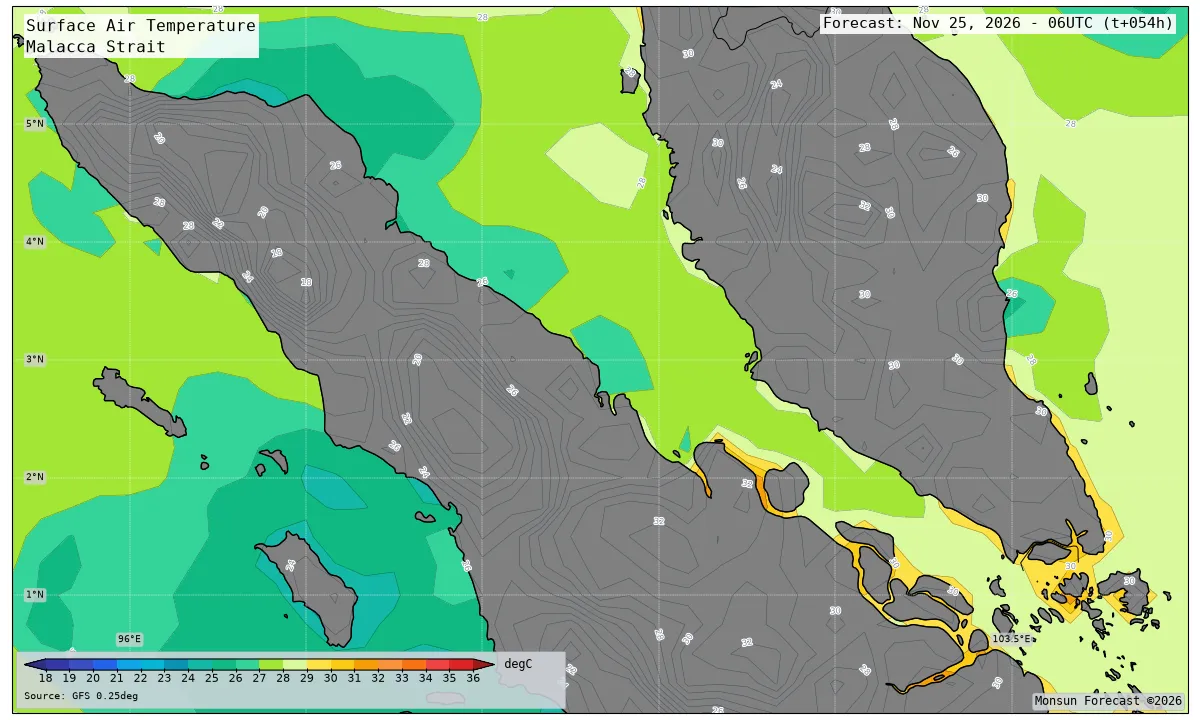 Surface Air Temperature
Malacca Strait
Forecast: Nov 25, 2026 - 06UTC (t+054h)
5°N
4°N
3°N
2°N
1°N
96°E
103.5°E
degC
18 19 20 21 22 23 24 25 26 27 28 29 30 31 32 33 34 35 36
Source: GFS 0.25deg
Monsun Forecast ©2026